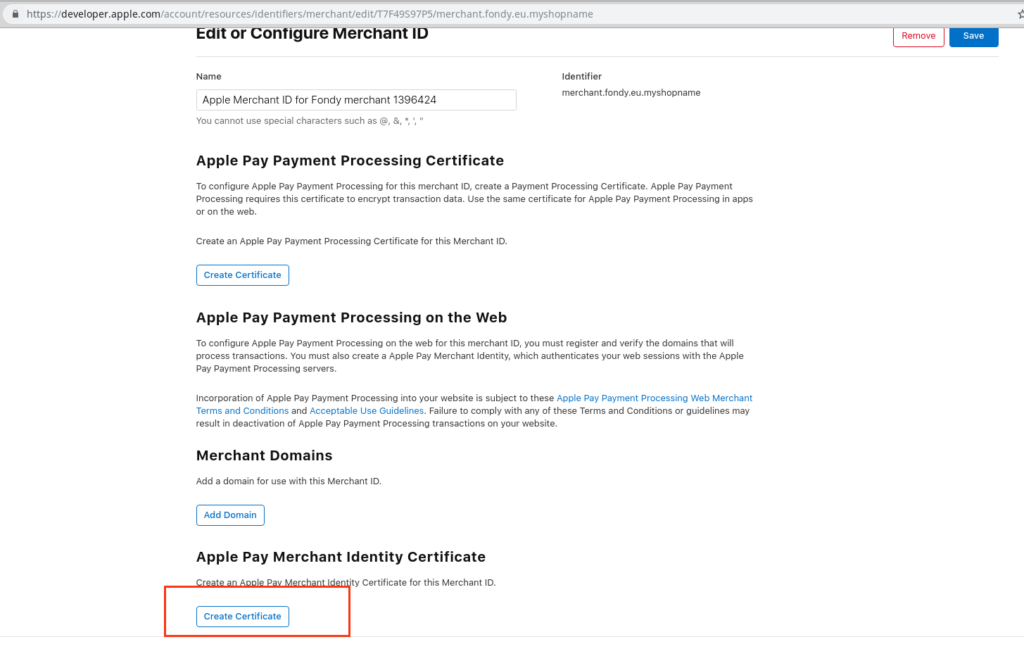 https://developer.apple.com/account/resources/identifiers/merchant/edit/T7F49S97P5/merchant.fondy.eu.myshopname
Edit or Configure Merchant ID
Remove
Save
Name
Identifier
Apple Merchant ID for Fondy merchant 1396424
merchant.fondy.eu.myshopname
You cannot use special characters such as @, &, *, ', "
Apple Pay Payment Processing Certificate
To configure Apple Pay Payment Processing for this merchant ID, create a Payment Processing Certificate. Apple Pay Payment
Processing requires this certificate to encrypt transaction data. Use the same certificate for Apple Pay Payment Processing in apps
or on the web.
Create an Apple Pay Payment Processing Certificate for this Merchant ID.
Create Certificate
Apple Pay Payment Processing on the Web
To configure Apple Pay Payment Processing on the web for this merchant ID, you must register and verify the domains that will
process transactions. You must also create a Apple Pay Merchant Identity, which authenticates your web sessions with the Apple
Pay Payment Processing servers.
Incorporation of Apple Pay Payment Processing into your website is subject to these Apple Pay Payment Processing Web Merchant
Terms and Conditions and Acceptable Use Guidelines. Failure to comply with any of these Terms and Conditions or guidelines may
result in deactivation of Apple Pay Payment Processing transactions on your website.
Merchant Domains
Add a domain for use with this Merchant ID.
Add Domain
Apple Pay Merchant Identity Certificate
Create an Apple Pay Merchant Identity Certificate for this Merchant ID.
Create Certificate